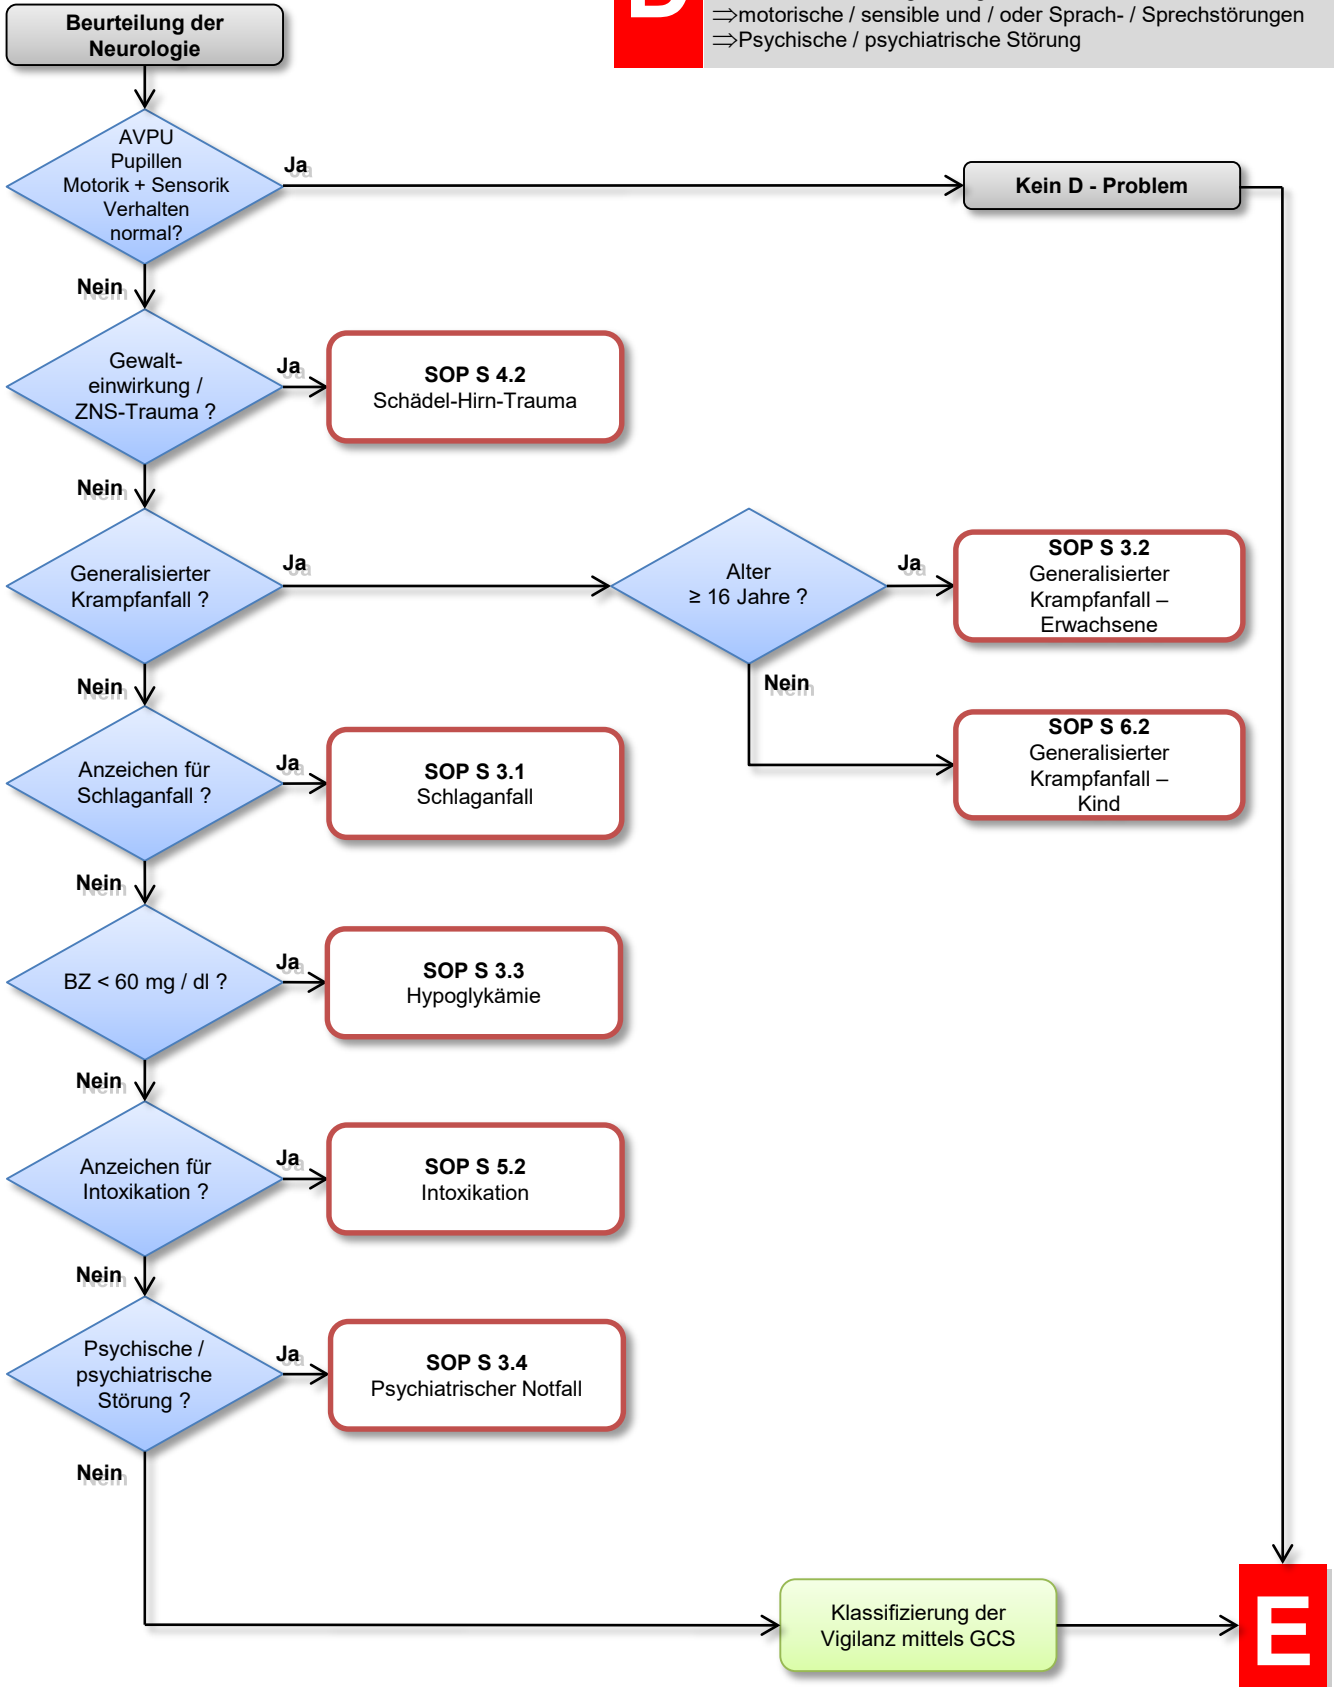 Beurteilung der
Neurologie
⇒motorische / sensible und / oder Sprach- / Sprechstörungen
⇒Psychische / psychiatrische Störung
AVPU
Pupillen
Motorik + Sensorik
Verhalten
normal?
Ja
Kein D - Problem
Nein
Gewalt-
einwirkung /
ZNS-Trauma ?
Ja
SOP S 4.2
Schädel-Hirn-Trauma
Nein
Generalisierter
Krampfanfall ?
Ja
Alter
≥ 16 Jahre ?
Ja
SOP S 3.2
Generalisierter
Krampfanfall –
Erwachsene
Nein
SOP S 6.2
Generalisierter
Krampfanfall –
Kind
Nein
Anzeichen für
Schlaganfall ?
Ja
SOP S 3.1
Schlaganfall
Nein
BZ < 60 mg / dl ?
Ja
SOP S 3.3
Hypoglykämie
Nein
Anzeichen für
Intoxikation ?
Ja
SOP S 5.2
Intoxikation
Nein
Psychische /
psychiatrische
Störung ?
Ja
SOP S 3.4
Psychiatrischer Notfall
Nein
Klassifizierung der
Vigilanz mittels GCS
E